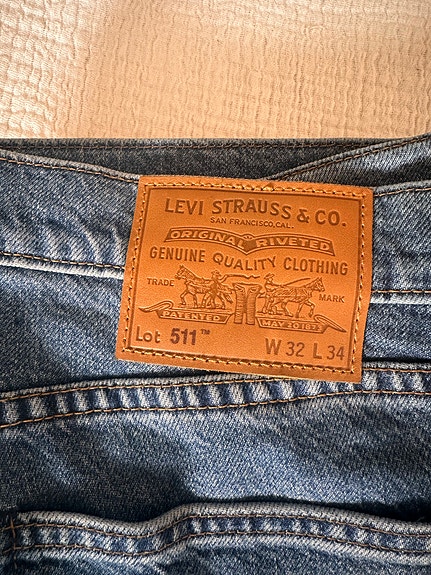 LEVI STRAUSS & CO.
SAN FRANCISCO, CAL.
ORIGINAL RIVETED
GENUINE QUALITY CLOTHING
TRADE MARK
PATENTED MAY 20 1873
Lot 511™ W 32 L 34